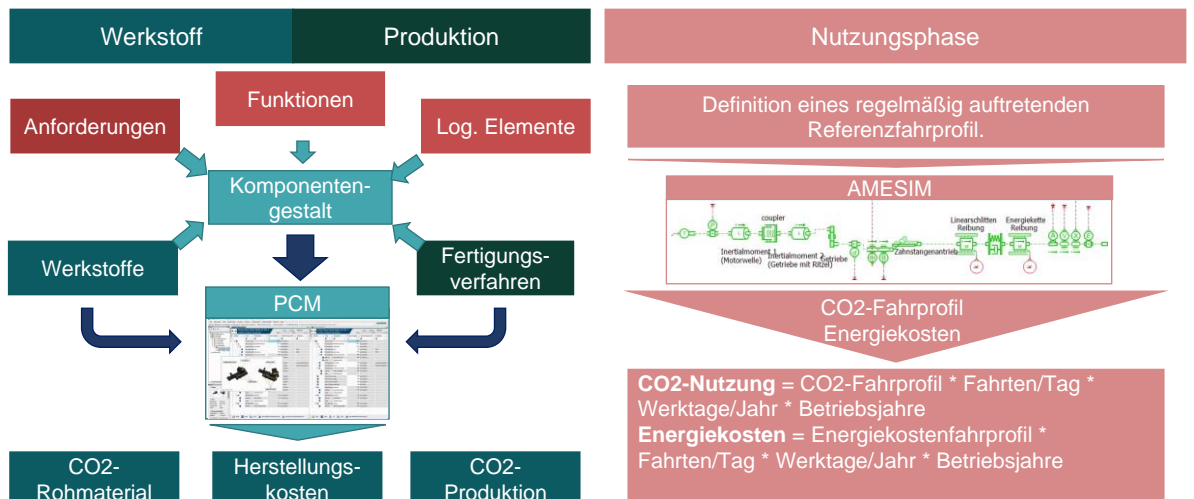 Werkstoff
Produktion
Funktionen
Anforderungen
Log. Elemente
Komponenten-
gestalt
Werkstoffe
Fertigungs-
verfahren
PCM
CO2-
Rohmaterial
Herstellungs-
kosten
CO2-
Produktion
Nutzungsphase
Definition eines regelmäßig auftretenden
Referenzfahrprofil.
AMESIM
coupler
Linearschlitten
Reibung
Energiekette
Reibung
Inertialmoment 1
(Motorwelle)
Inertialmoment 2
(Getriebe mit Ritzel)
Getriebe
Zahnstangenantrieb
CO2-Fahrprofil
Energiekosten
CO2-Nutzung = CO2-Fahrprofil * Fahrten/Tag *
Werktage/Jahr * Betriebsjahre
Energiekosten = Energiekostenfahrprofil *
Fahrten/Tag * Werktage/Jahr * Betriebsjahre